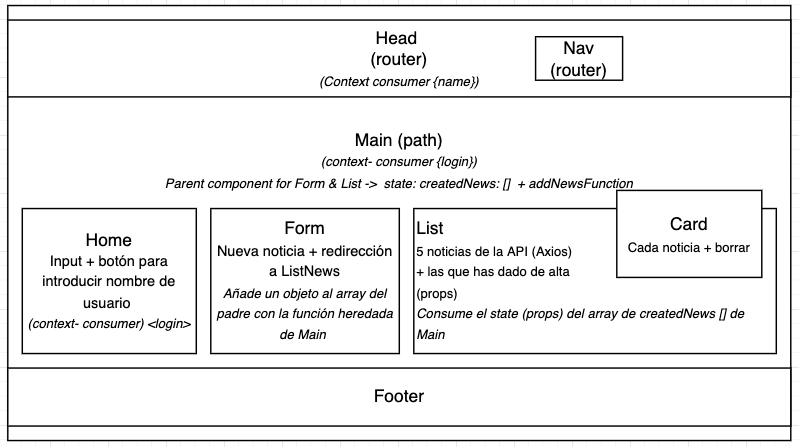 Head
(router)
(Context consumer {name})
Nav
(router)
Main (path)
(context- consumer {login})
Parent component for Form & List -> state: createdNews: [] + addNewsFunction
Home
Input + botón para
introducir nombre de
usuario
(context- consumer) <login>
Form
Nueva noticia + redirección
a ListNews
Añade un objeto al array del
padre con la función heredada
de Main
List
5 noticias de la API (Axios)
+ las que has dado de alta
(props)
Consume el state (props) del array de createdNews [] de
Main
Card
Cada noticia + borrar
Footer